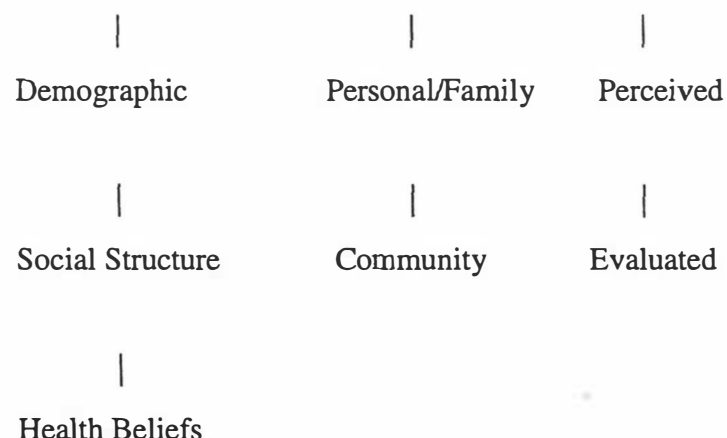 Demographic Personal/Family Perceived
Social Structure Community Evaluated
Health Beliefs